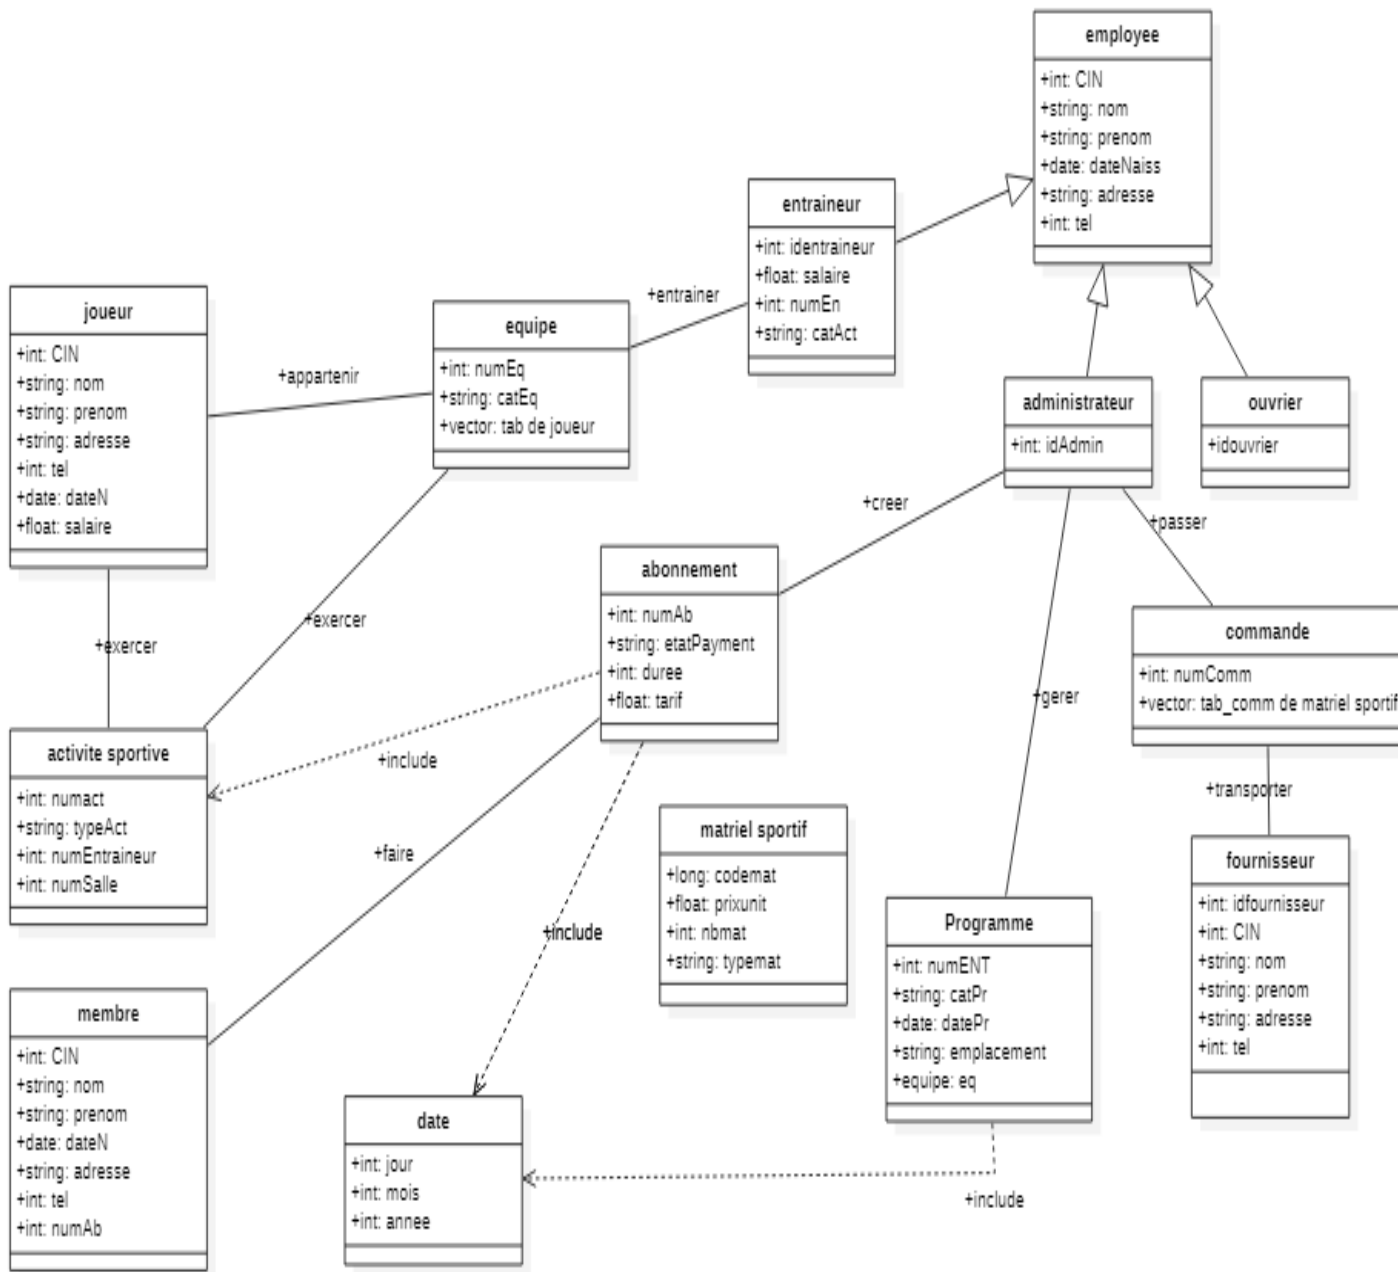 employee
+int: CIN
+string: nom
+string: prenom
+date: dateNaiss
+string: adresse
+int: tel
entraineur
+int: identraineur
+float: salaire
+int: numEn
+string: catAct
+entrainer
joueur
+int: CIN
+string: nom
+string: prenom
+string: adresse
+int: tel
+date: dateN
+float: salaire
+appartenir
equipe
+int: numEq
+string: catEq
+vector: tab de joueur
administrateur
+int: idAdmin
ouvrier
+idouvrier
+creer
+passer
+exercer
+exercer
abonnement
+int: numAb
+string: etatPayment
+int: duree
+float: tarif
commande
+int: numComm
+vector: tab_comm de matriel sportif
+gerer
+transporter
activite sportive
+int: numact
+string: typeAct
+int: numEntraineur
+int: numSalle
+include
+faire
+include
matriel sportif
+long: codemat
+float: prixunit
+int: nbmat
+string: typemat
fournisseur
+int: idfournisseur
+int: CIN
+string: nom
+string: prenom
+string: adresse
+int: tel
Programme
+int: numENT
+string: catPr
+date: datePr
+string: emplacement
+equipe: eq
membre
+int: CIN
+string: nom
+string: prenom
+date: dateN
+string: adresse
+int: tel
+int: numAb
date
+int: jour
+int: mois
+int: annee
+include